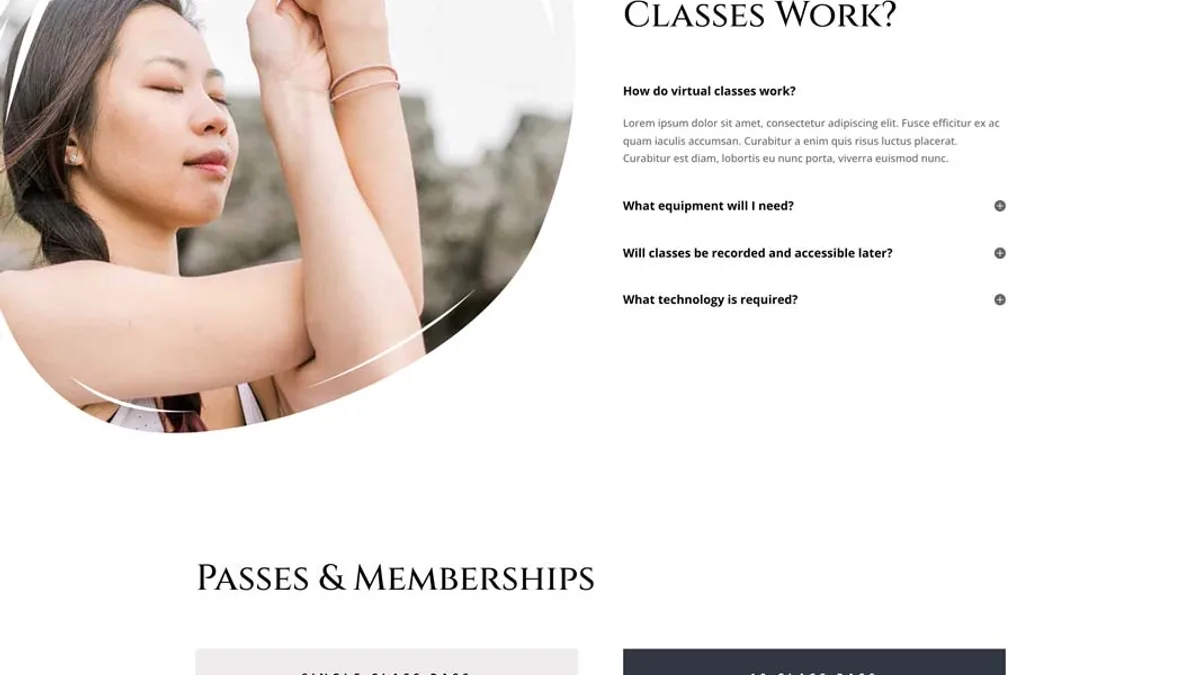 Classes Work?
How do virtual classes work?
Lorem ipsum dolor sit amet, consectetur adipiscing elit. Fusce efficitur ex ac
quam iaculis accumsan. Curabitur a enim quis risus luctus placerat.
Curabitur est diam, lobortis eu nunc porta, viverra euismod nunc.
What equipment will I need?
Will classes be recorded and accessible later?
What technology is required?
Passes & Memberships